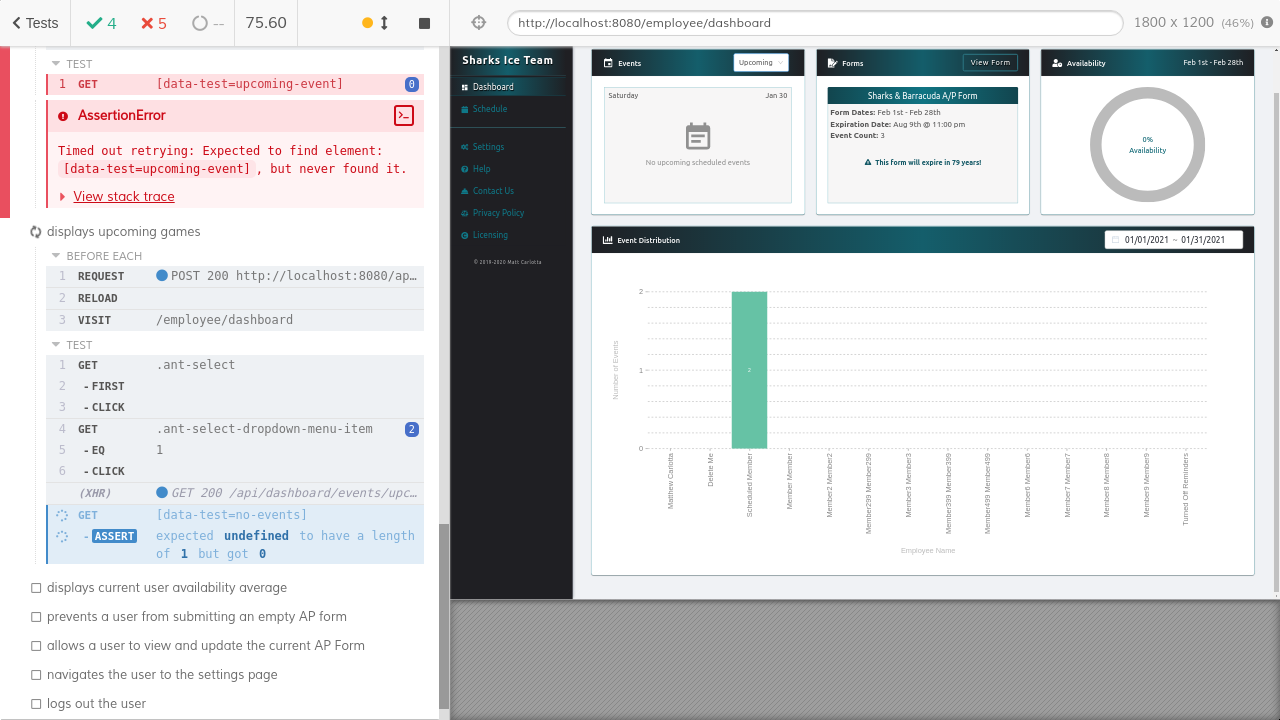 Tests
4
5
--
75.60
http://localhost:8080/employee/dashboard
1800 x 1200 (46%)
TEST
1 GET [data-test=upcoming-event] 0
AssertionError
Timed out retrying: Expected to find element:
[data-test=upcoming-event], but never found it.
View stack trace
displays upcoming games
BEFORE EACH
1 REQUEST POST 200 http://localhost:8080/ap…
2 RELOAD
3 VISIT /employee/dashboard
TEST
1 GET .ant-select
2 -FIRST
3 -CLICK
4 GET .ant-select-dropdown-menu-item 2
5 -EQ 1
6 -CLICK
(XHR) GET 200 /api/dashboard/events/upc…
GET [data-test=no-events]
-ASSERT expected undefined to have a length
of 1 but got 0
displays current user availability average
prevents a user from submitting an empty AP form
allows a user to view and update the current AP Form
navigates the user to the settings page
logs out the user
Sharks Ice Team
Dashboard
Schedule
Settings
Help
Contact Us
Privacy Policy
Licensing
© 2019-2020 Matt Carlotta
Events
Upcoming
Saturday Jan 30
No upcoming scheduled events
Forms
View Form
Sharks & Barracuda A/P Form
Form Dates: Feb 1st - Feb 28th
Expiration Date: Aug 9th @ 11:00 pm
Event Count: 3
This form will expire in 79 years!
Availability
Feb 1st - Feb 28th
0%
Availability
Event Distribution
01/01/2021 ~ 01/31/2021
Number of Events
2
1
0
2
Matthew Carlotta
Delete Me
Scheduled Member
Member Member
Member2 Member2
Member299 Member299
Member3 Member3
Member399 Member399
Member499 Member499
Member6 Member6
Member7 Member7
Member8 Member8
Member9 Member9
Turned Off Reminders
Employee Name